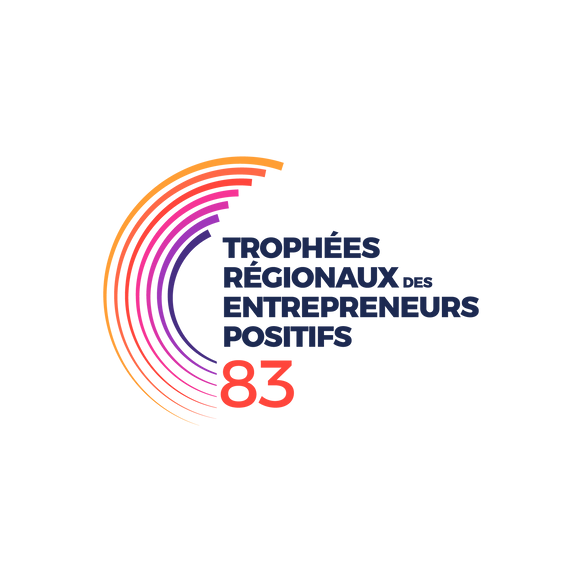 TROPHÉES
RÉGIONAUX DES
ENTREPRENEURS
POSITIFS
83